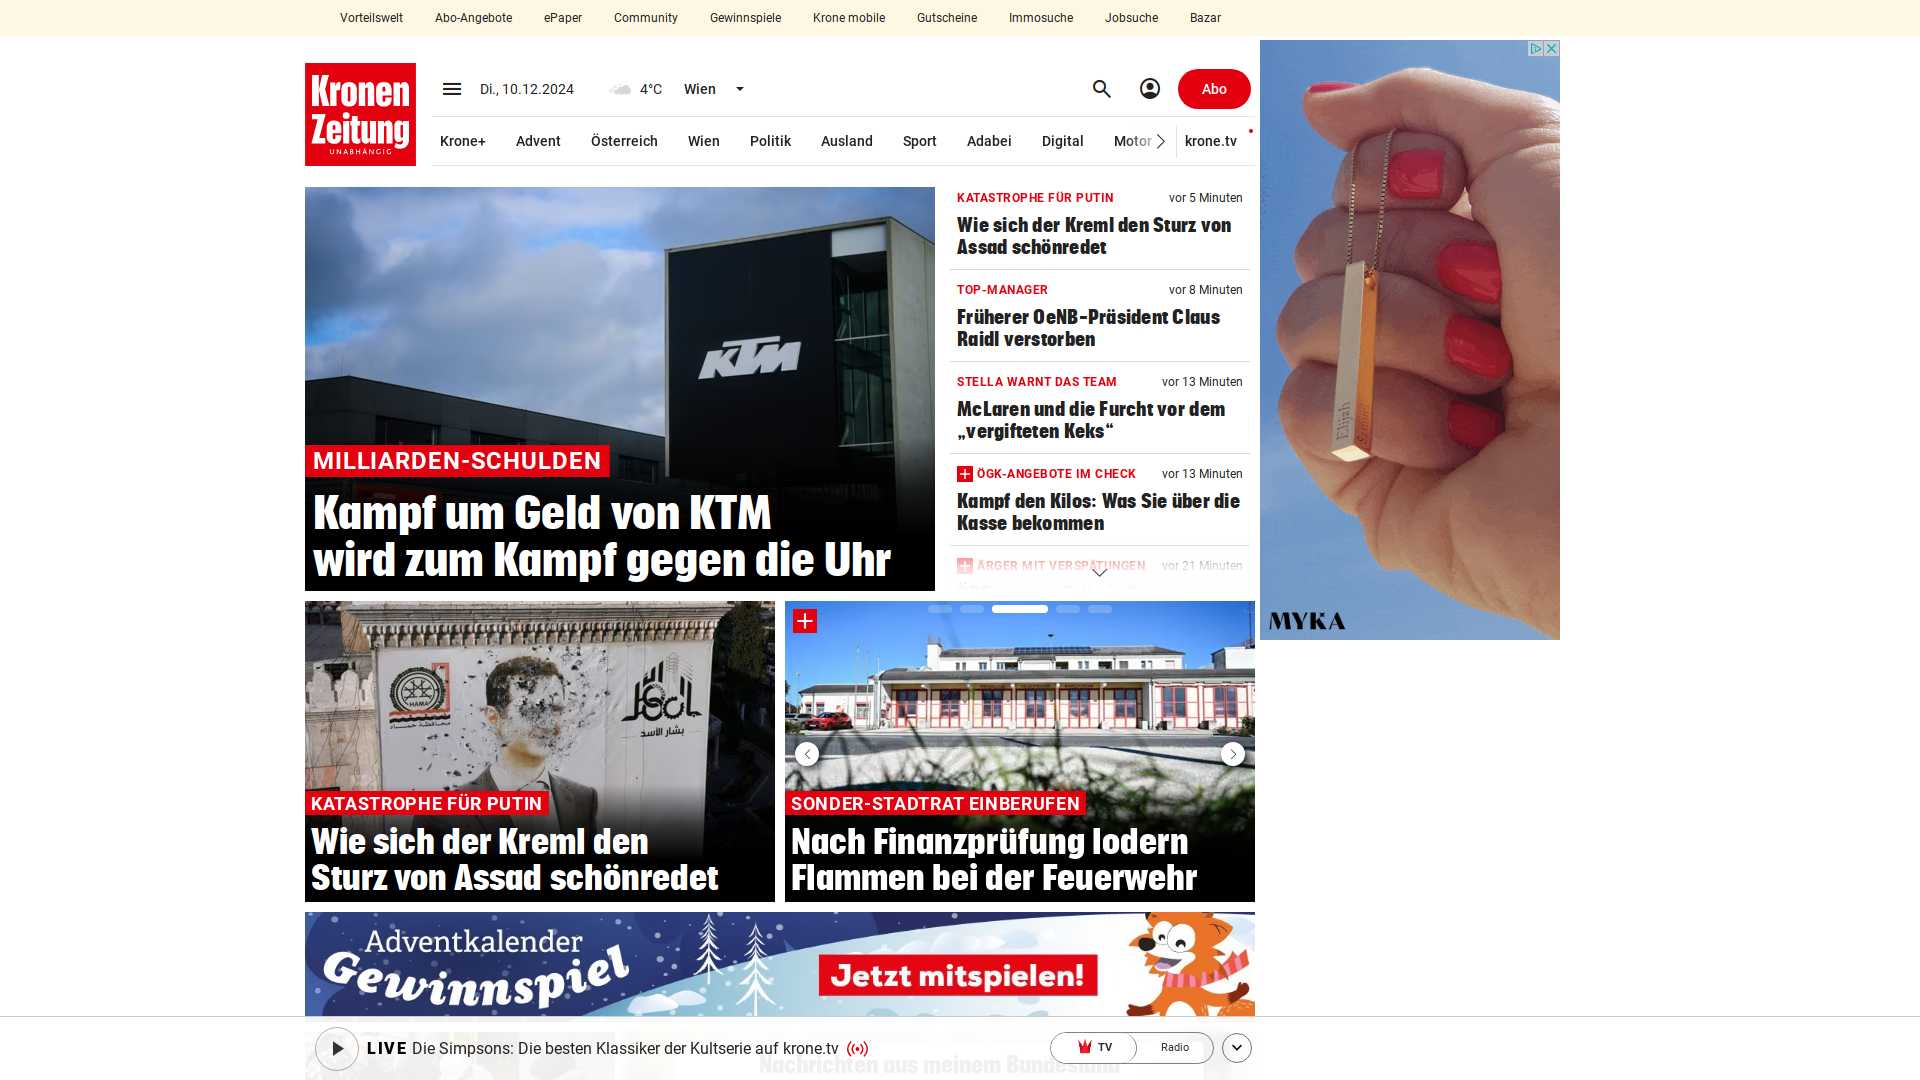 Vorteilswelt Abo-Angebote ePaper Community Gewinnspiele Krone mobile Gutscheine Immosuche Jobsuche Bazar
Kronen
Zeitung
UNABHÄNGIG
Di., 10.12.2024 4°C Wien
Abo
Krone+ Advent Österreich Wien Politik Ausland Sport Adabei Digital Motor krone.tv
KTM
MILLIARDEN-SCHULDEN
Kampf um Geld von KTM
wird zum Kampf gegen die Uhr
KATASTROPHE FÜR PUTIN vor 5 Minuten
Wie sich der Kreml den Sturz von
Assad schönredet
TOP-MANAGER vor 8 Minuten
Früherer OeNB-Präsident Claus
Raidl verstorben
STELLA WARNT DAS TEAM vor 13 Minuten
McLaren und die Furcht vor dem
„vergifteten Keks“
ÖGK-ANGEBOTE IM CHECK vor 13 Minuten
Kampf den Kilos: Was Sie über die
Kasse bekommen
ÄRGER MIT VERSPÄTUNGEN vor 21 Minuten
Elijah
MYKA
HAMA
بشار الأسد
KATASTROPHE FÜR PUTIN
Wie sich der Kreml den
Sturz von Assad schönredet
SONDER-STADTRAT EINBERUFEN
Nach Finanzprüfung lodern
Flammen bei der Feuerwehr
Adventkalender
Gewinnspiel
Jetzt mitspielen!
LIVE Die Simpsons: Die besten Klassiker der Kultserie auf krone.tv
TV Radio
Nachrichten aus meinem Bundesland